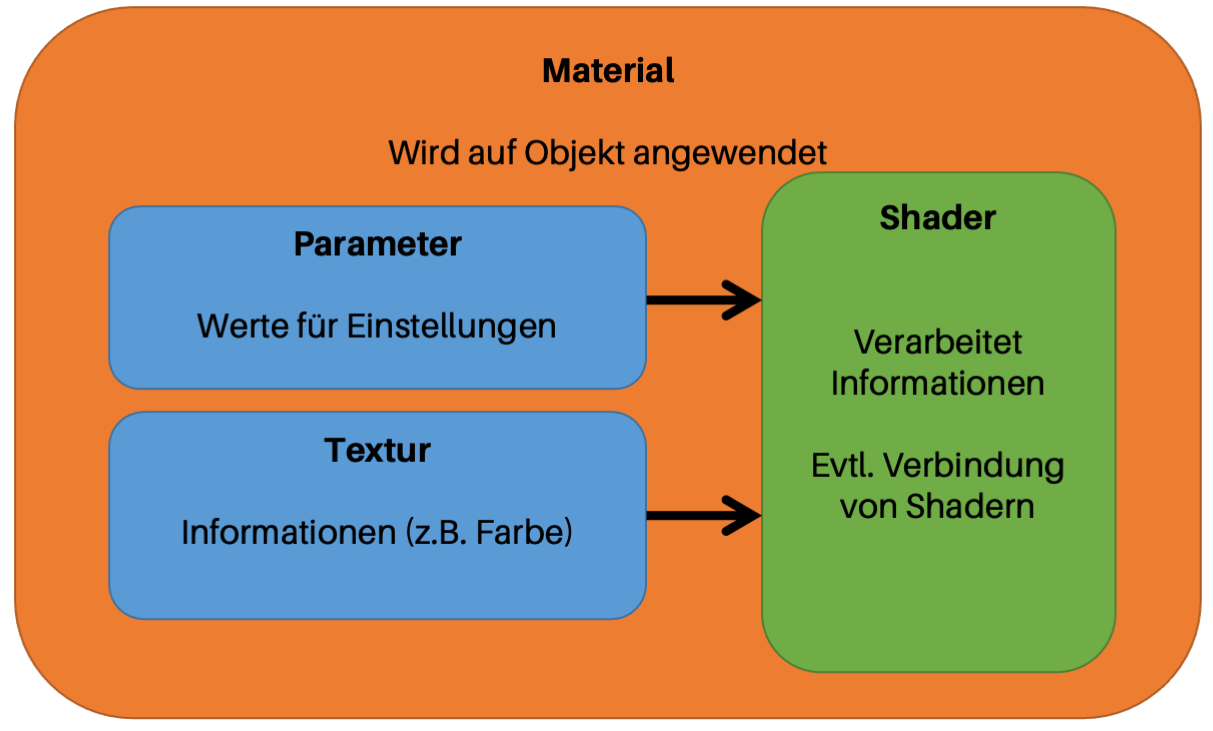 Material
Wird auf Objekt angewendet
Parameter
Werte für Einstellungen
Textur
Informationen (z.B. Farbe)
Shader
Verarbeitet
Informationen
Evtl. Verbindung
von Shadern